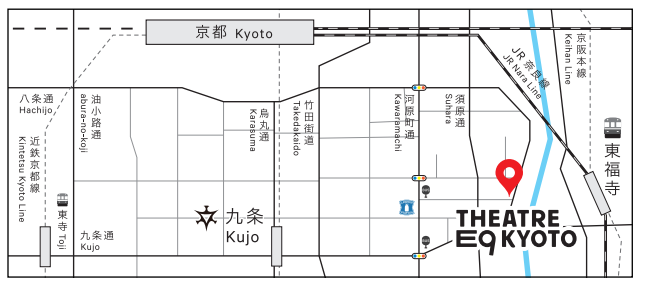 京都 Kyoto
京阪本線
Keihan Line
JR 奈良線
JR Nara Line
八条通
Hachijo
油小路通
abura-no-koji
烏丸通
Karasuma
竹田街道
Takedakaido
河原町通
Kawaramachi
須原通
Suhara
近鉄京都線
Kintetsu Kyoto Line
東福寺
東寺 Toji
九条通
Kujo
九条
Kujo
THEATRE
E9 KYOTO